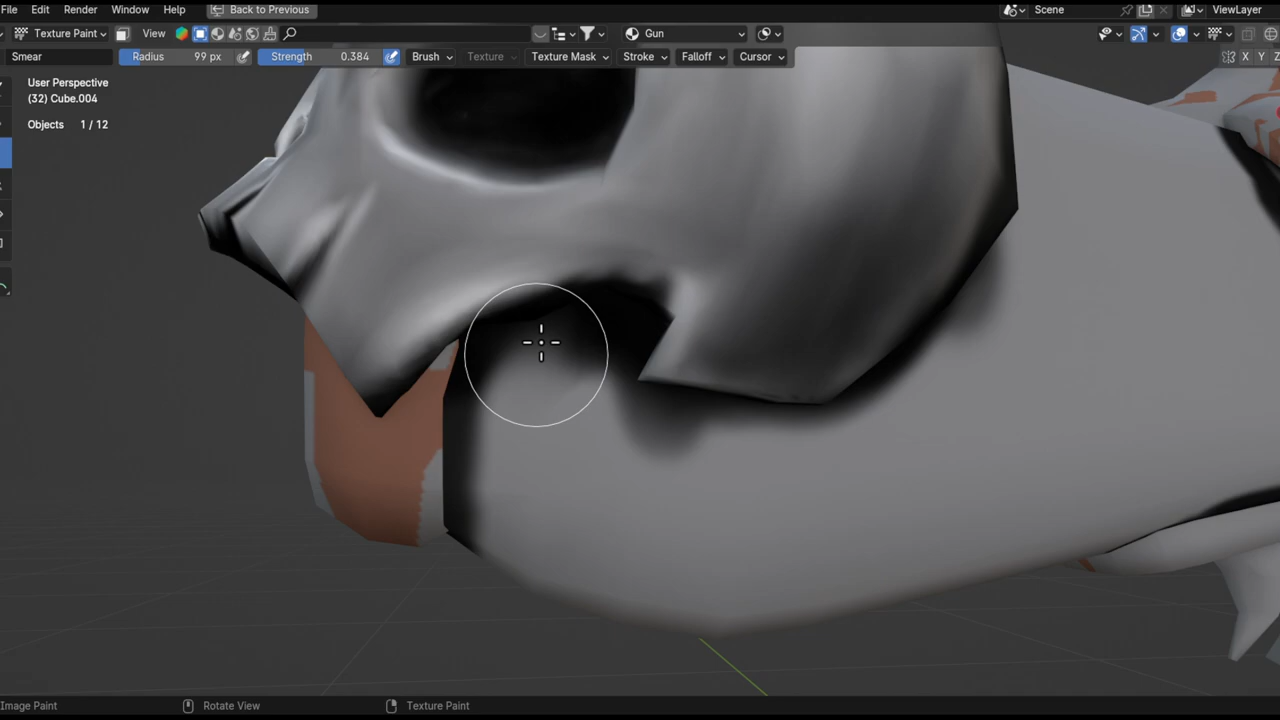 File Edit Render Window Help Back to Previous Scene ViewLayer
Texture Paint View Gun
Smear Radius 99 px Strength 0.384 Brush Texture Texture Mask Stroke Falloff Cursor X Y Z
User Perspective
(32) Cube.004
Objects 1 / 12
Image Paint Rotate View Texture Paint